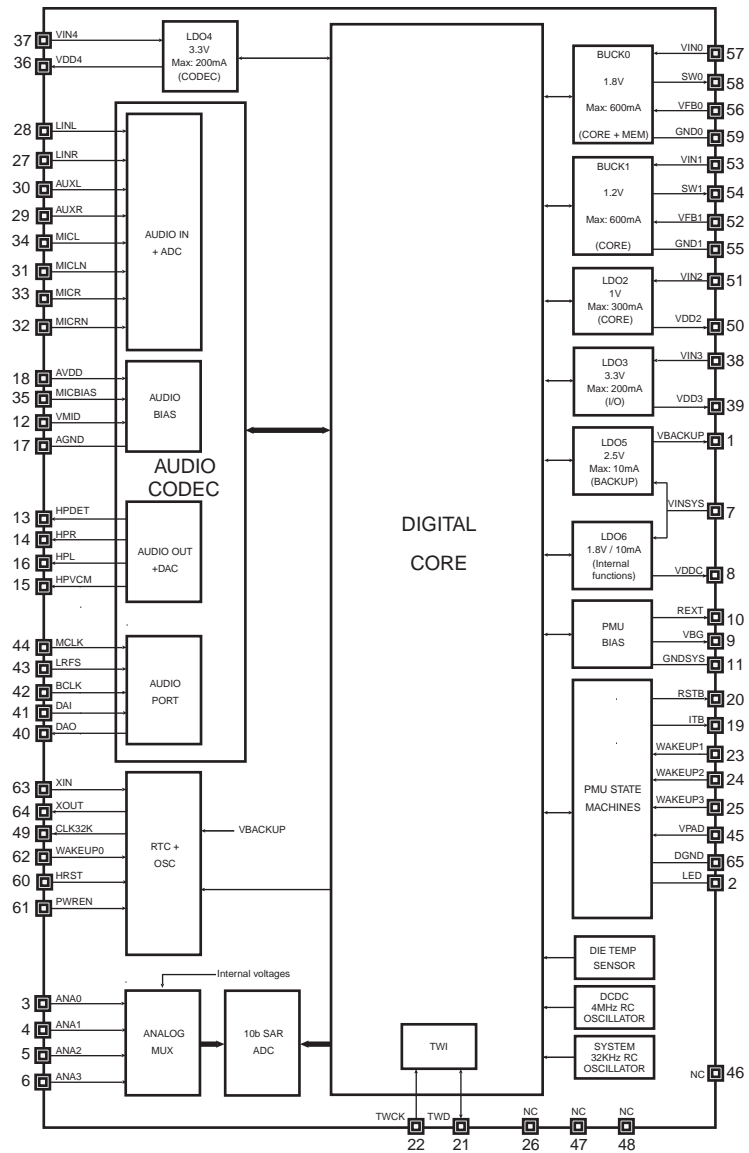 37 VIN4
36 VDD4
LDO4
3.3V
Max: 200mA
(CODEC)
28 LINL
27 LINR
30 AUXL
29 AUXR
34 MICL
31 MICLN
33 MICR
32 MICRN
AUDIO IN
+ ADC
18 AVDD
35 MICBIAS
12 VMID
17 AGND
AUDIO
BIAS
AUDIO
CODEC
13 HPDET
14 HPR
16 HPL
15 HPVCM
AUDIO OUT
+DAC
44 MCLK
43 LRFS
42 BCLK
41 DAI
40 DAO
AUDIO
PORT
63 XIN
64 XOUT
49 CLK32K
62 WAKEUP0
60 HRST
61 PWREN
RTC +
OSC
VBACKUP
Internal voltages
3 ANA0
4 ANA1
5 ANA2
6 ANA3
ANALOG
MUX
10b SAR
ADC
DIGITAL
CORE
TWI
TWCK
22
TWD
21
NC
26
NC
47
NC
48
BUCK0
1.8V
Max: 600mA
(CORE + MEM)
VIN0 57
SW0 58
VFB0 56
GND0 59
BUCK1
1.2V
Max: 600mA
(CORE)
VIN1 53
SW1 54
VFB1 52
GND1 55
LDO2
1V
Max: 300mA
(CORE)
VIN2 51
VDD2 50
LDO3
3.3V
Max: 200mA
(I/O)
VIN3 38
VDD3 39
LDO5
2.5V
Max: 10mA
(BACKUP)
VBACKUP 1
VINSYS 7
LDO6
1.8V / 10mA
(Internal
functions)
VDDC 8
PMU
BIAS
REXT 10
VBG 9
GNDSYS 11
PMU STATE
MACHINES
RSTB 20
ITB 19
WAKEUP1 23
WAKEUP2 24
WAKEUP3 25
VPAD 45
DGND 65
LED 2
DIE TEMP
SENSOR
DCDC
4MHz RC
OSCILLATOR
SYSTEM
32KHz RC
OSCILLATOR
NC 46